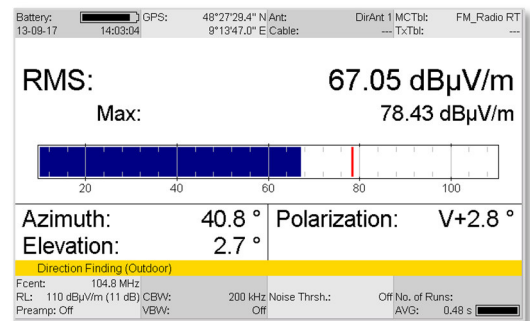 Battery: GPS: 48°27'29.4" N Ant: DirAnt 1 MCTbl: FM_Radio RT
13-09-17 14:03:04 9°13'47.0" E Cable: --- TxTbl: ---
RMS: 67.05 dBµV/m
Max: 78.43 dBµV/m
20 40 60 80 100
Azimuth: 40.8 ° Polarization: V+2.8 °
Elevation: 2.7 °
Direction Finding (Outdoor)
Fcent: 104.8 MHz
RL: 110 dBµV/m (11 dB) CBW: 200 kHz Noise Thrsh.: Off No. of Runs:
Preamp: Off VBW: Off AVG: 0.48 s